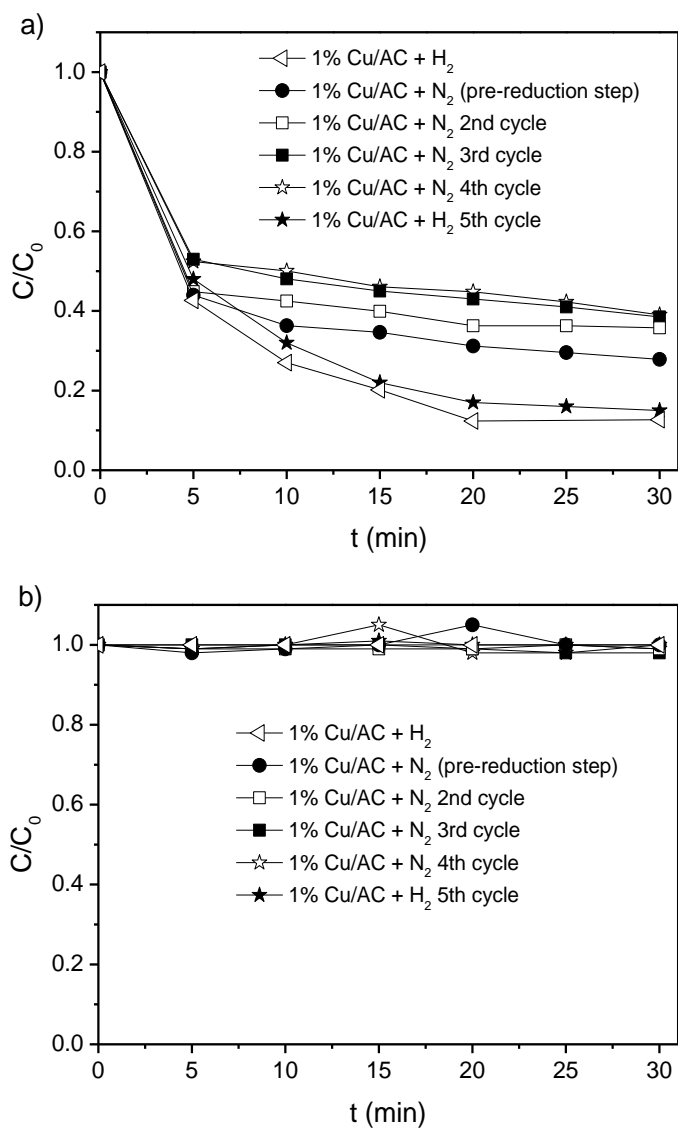 a)
1% Cu/AC + H₂
1% Cu/AC + N₂ (pre-reduction step)
1% Cu/AC + N₂ 2nd cycle
1% Cu/AC + N₂ 3rd cycle
1% Cu/AC + N₂ 4th cycle
1% Cu/AC + H₂ 5th cycle
C/C₀
1.0
0.8
0.6
0.4
0.2
0.0
0 5 10 15 20 25 30
t (min)
b)
1.0
0.8
0.6
0.4
0.2
0.0
C/C₀
1% Cu/AC + H₂
1% Cu/AC + N₂ (pre-reduction step)
1% Cu/AC + N₂ 2nd cycle
1% Cu/AC + N₂ 3rd cycle
1% Cu/AC + N₂ 4th cycle
1% Cu/AC + H₂ 5th cycle
0 5 10 15 20 25 30
t (min)